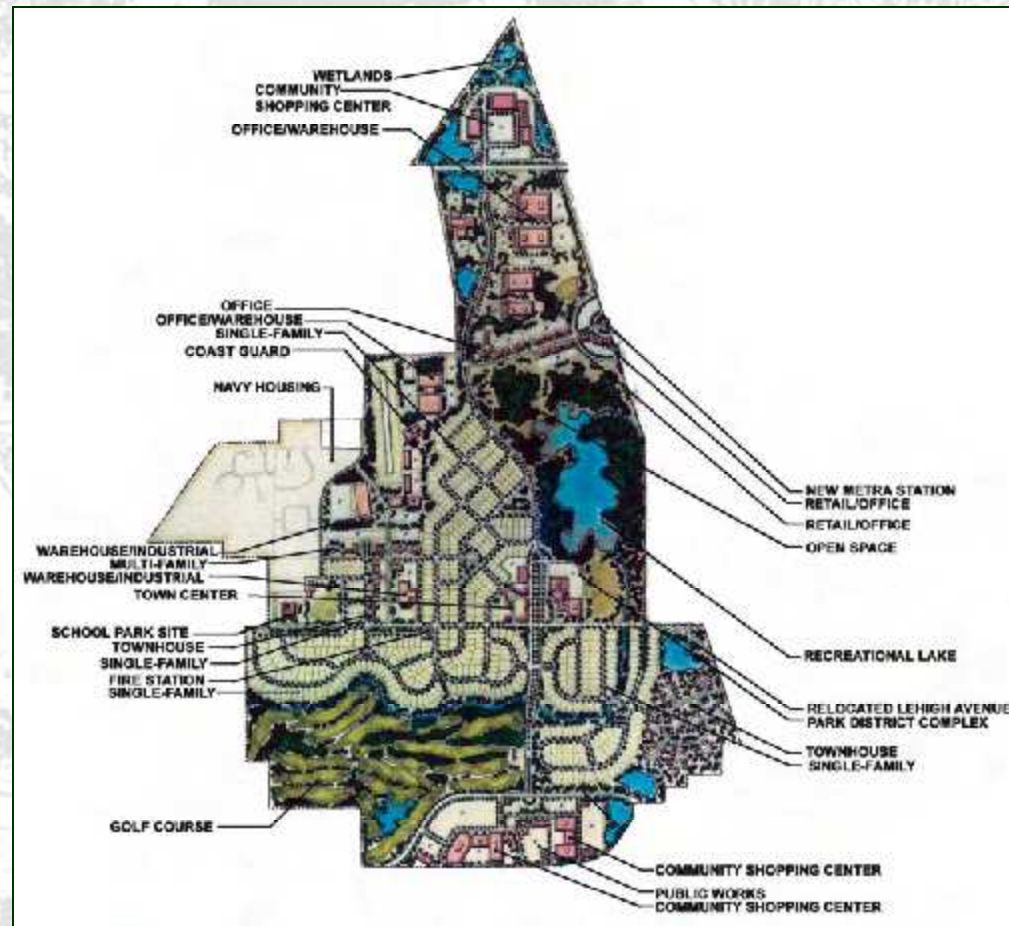 WETLANDS
COMMUNITY
SHOPPING CENTER
OFFICE/WAREHOUSE
OFFICE
OFFICE/WAREHOUSE
SINGLE-FAMILY
COAST GUARD
NAVY HOUSING
WAREHOUSE/INDUSTRIAL
MULTI-FAMILY
WAREHOUSE/INDUSTRIAL
TOWN CENTER
SCHOOL PARK SITE
TOWNHOUSE
SINGLE-FAMILY
FIRE STATION
SINGLE-FAMILY
GOLF COURSE
NEW METRA STATION
RETAIL/OFFICE
RETAIL/OFFICE
OPEN SPACE
RECREATIONAL LAKE
RELOCATED LEHIGH AVENUE
PARK DISTRICT COMPLEX
TOWNHOUSE
SINGLE-FAMILY
COMMUNITY SHOPPING CENTER
PUBLIC WORKS
COMMUNITY SHOPPING CENTER